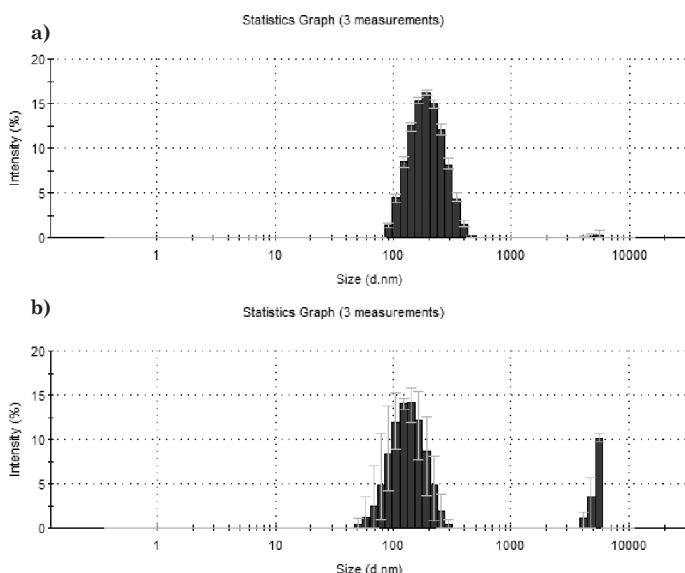 a)
Statistics Graph (3 measurements)
20
15
10
5
0
Intensity (%)
1 10 100 1000 10000
Size (d.nm)
b)
Statistics Graph (3 measurements)
20
15
10
5
0
Intensity (%)
1 10 100 1000 10000
Size (d.nm)